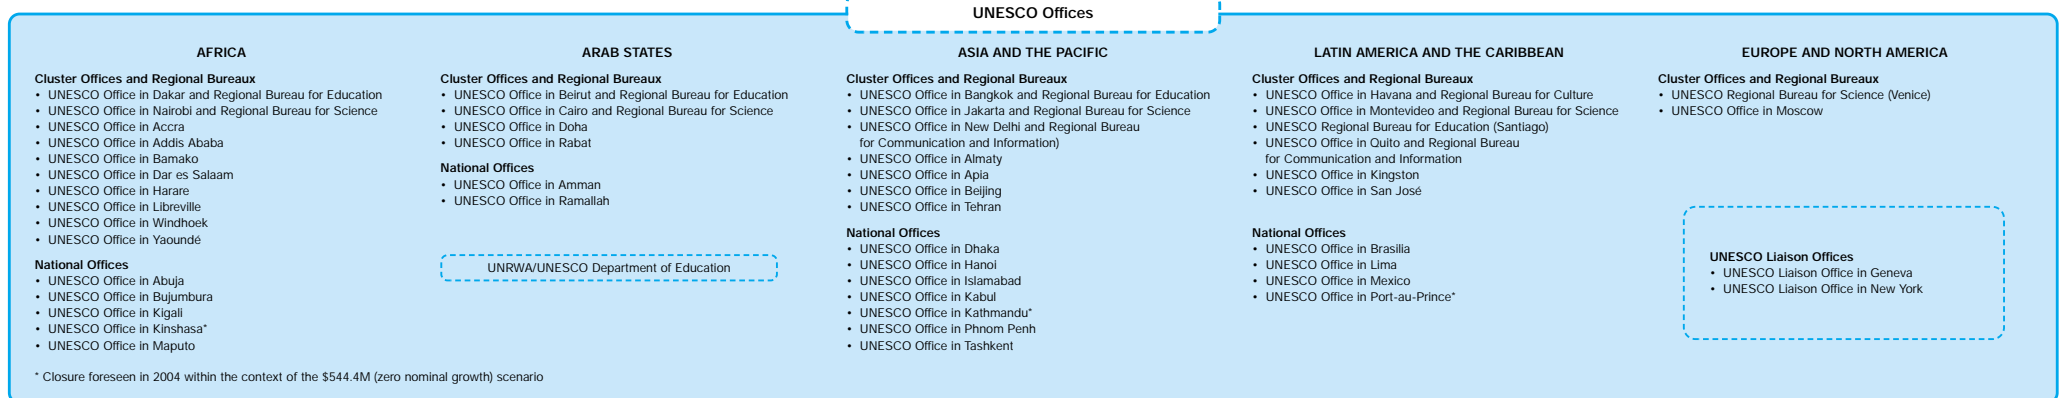 UNESCO Offices
AFRICA
Cluster Offices and Regional Bureaux
• UNESCO Office in Dakar and Regional Bureau for Education
• UNESCO Office in Nairobi and Regional Bureau for Science
• UNESCO Office in Accra
• UNESCO Office in Addis Ababa
• UNESCO Office in Bamako
• UNESCO Office in Dar es Salaam
• UNESCO Office in Harare
• UNESCO Office in Libreville
• UNESCO Office in Windhoek
• UNESCO Office in Yaoundé
National Offices
• UNESCO Office in Abuja
• UNESCO Office in Bujumbura
• UNESCO Office in Kigali
• UNESCO Office in Kinshasa*
• UNESCO Office in Maputo
ARAB STATES
Cluster Offices and Regional Bureaux
• UNESCO Office in Beirut and Regional Bureau for Education
• UNESCO Office in Cairo and Regional Bureau for Science
• UNESCO Office in Doha
• UNESCO Office in Rabat
National Offices
• UNESCO Office in Amman
• UNESCO Office in Ramallah
UNRWA/UNESCO Department of Education
ASIA AND THE PACIFIC
Cluster Offices and Regional Bureaux
• UNESCO Office in Bangkok and Regional Bureau for Education
• UNESCO Office in Jakarta and Regional Bureau for Science
• UNESCO Office in New Delhi and Regional Bureau
for Communication and Information)
• UNESCO Office in Almaty
• UNESCO Office in Apia
• UNESCO Office in Beijing
• UNESCO Office in Tehran
National Offices
• UNESCO Office in Dhaka
• UNESCO Office in Hanoi
• UNESCO Office in Islamabad
• UNESCO Office in Kabul
• UNESCO Office in Kathmandu*
• UNESCO Office in Phnom Penh
• UNESCO Office in Tashkent
LATIN AMERICA AND THE CARIBBEAN
Cluster Offices and Regional Bureaux
• UNESCO Office in Havana and Regional Bureau for Culture
• UNESCO Office in Montevideo and Regional Bureau for Science
• UNESCO Regional Bureau for Education (Santiago)
• UNESCO Office in Quito and Regional Bureau
for Communication and Information
• UNESCO Office in Kingston
• UNESCO Office in San José
National Offices
• UNESCO Office in Brasilia
• UNESCO Office in Lima
• UNESCO Office in Mexico
• UNESCO Office in Port-au-Prince*
EUROPE AND NORTH AMERICA
Cluster Offices and Regional Bureaux
• UNESCO Regional Bureau for Science (Venice)
• UNESCO Office in Moscow
UNESCO Liaison Offices
• UNESCO Liaison Office in Geneva
• UNESCO Liaison Office in New York
* Closure foreseen in 2004 within the context of the $544.4M (zero nominal growth) scenario